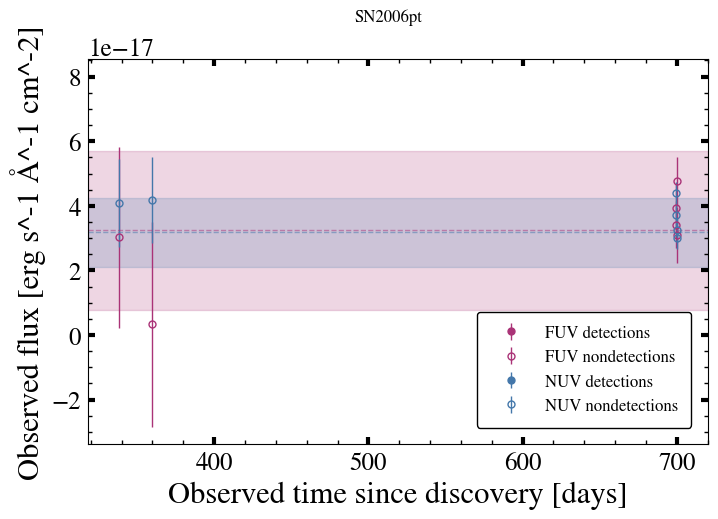 SN2006pt
1e−17
8
6
4
2
0
−2
Observed flux [erg s^-1 Å^-1 cm^-2]
FUV detections
FUV nondetections
NUV detections
NUV nondetections
400
500
600
700
Observed time since discovery [days]